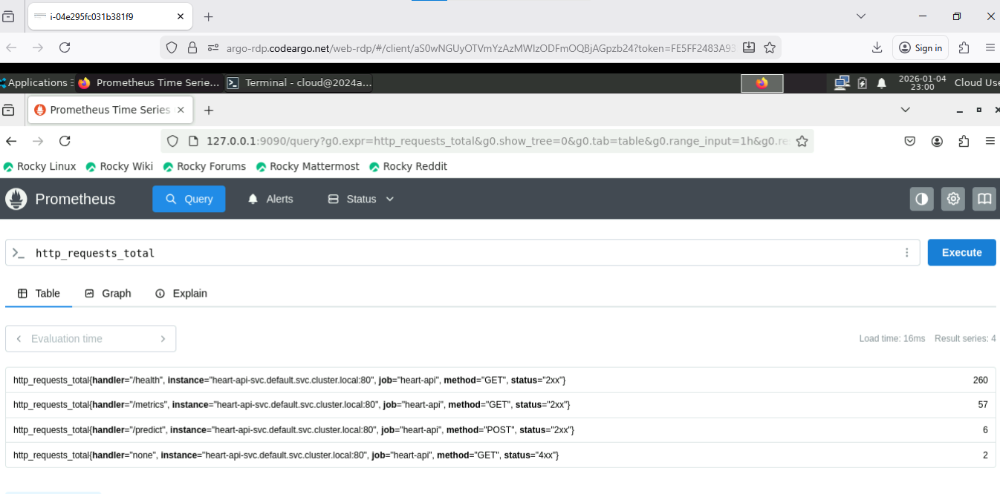 i-04e295fc031b381f9
argo-rdp.codeargo.net/web-rdp/#/client/aS0wNGUyOTVmYzAzMWIzODFmOQBjAGpzb24?token=FE5FF2483A93
Sign in
Applications
Prometheus Time Serie...
Terminal - cloud@2024a...
2026-01-04
23:00
Cloud Use
Prometheus Time Series
127.0.0.1:9090/query?g0.expr=http_requests_total&g0.show_tree=0&g0.tab=table&g0.range_input=1h&g0.re
Rocky Linux Rocky Wiki Rocky Forums Rocky Mattermost Rocky Reddit
Prometheus Query Alerts Status
http_requests_total
Execute
Table Graph Explain
Evaluation time
Load time: 16ms Result series: 4
http_requests_total{handler="/health", instance="heart-api-svc.default.svc.cluster.local:80", job="heart-api", method="GET", status="2xx"} 260
http_requests_total{handler="/metrics", instance="heart-api-svc.default.svc.cluster.local:80", job="heart-api", method="GET", status="2xx"} 57
http_requests_total{handler="/predict", instance="heart-api-svc.default.svc.cluster.local:80", job="heart-api", method="POST", status="2xx"} 6
http_requests_total{handler="none", instance="heart-api-svc.default.svc.cluster.local:80", job="heart-api", method="GET", status="4xx"} 2